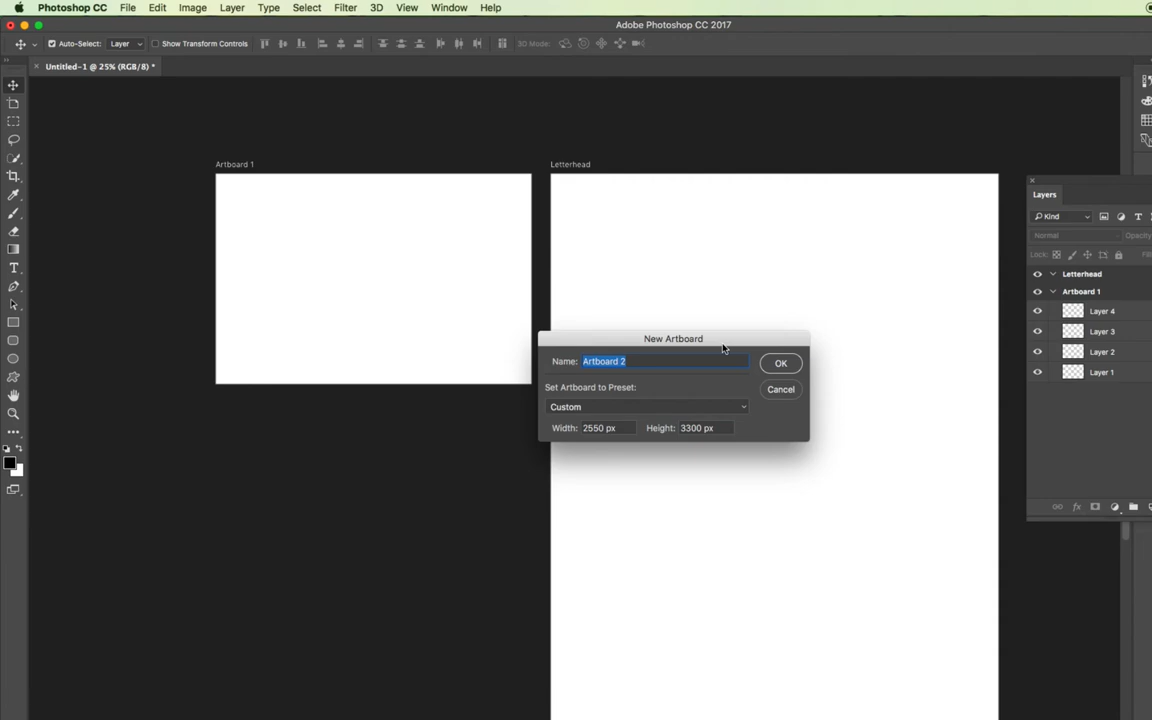 Photoshop CC File Edit Image Layer Type Select Filter 3D View Window Help
Adobe Photoshop CC 2017
Auto-Select: Layer Show Transform Controls 3D Mode:
Untitled-1 @ 25% (RGB/8) *
Artboard 1 Letterhead
Layers
Kind
Normal Opacity
Lock:
Letterhead
Artboard 1
Layer 4
Layer 3
Layer 2
Layer 1
fx
New Artboard
Name: Artboard 2 OK
Set Artboard to Preset: Cancel
Custom
Width: 2550 px Height: 3300 px